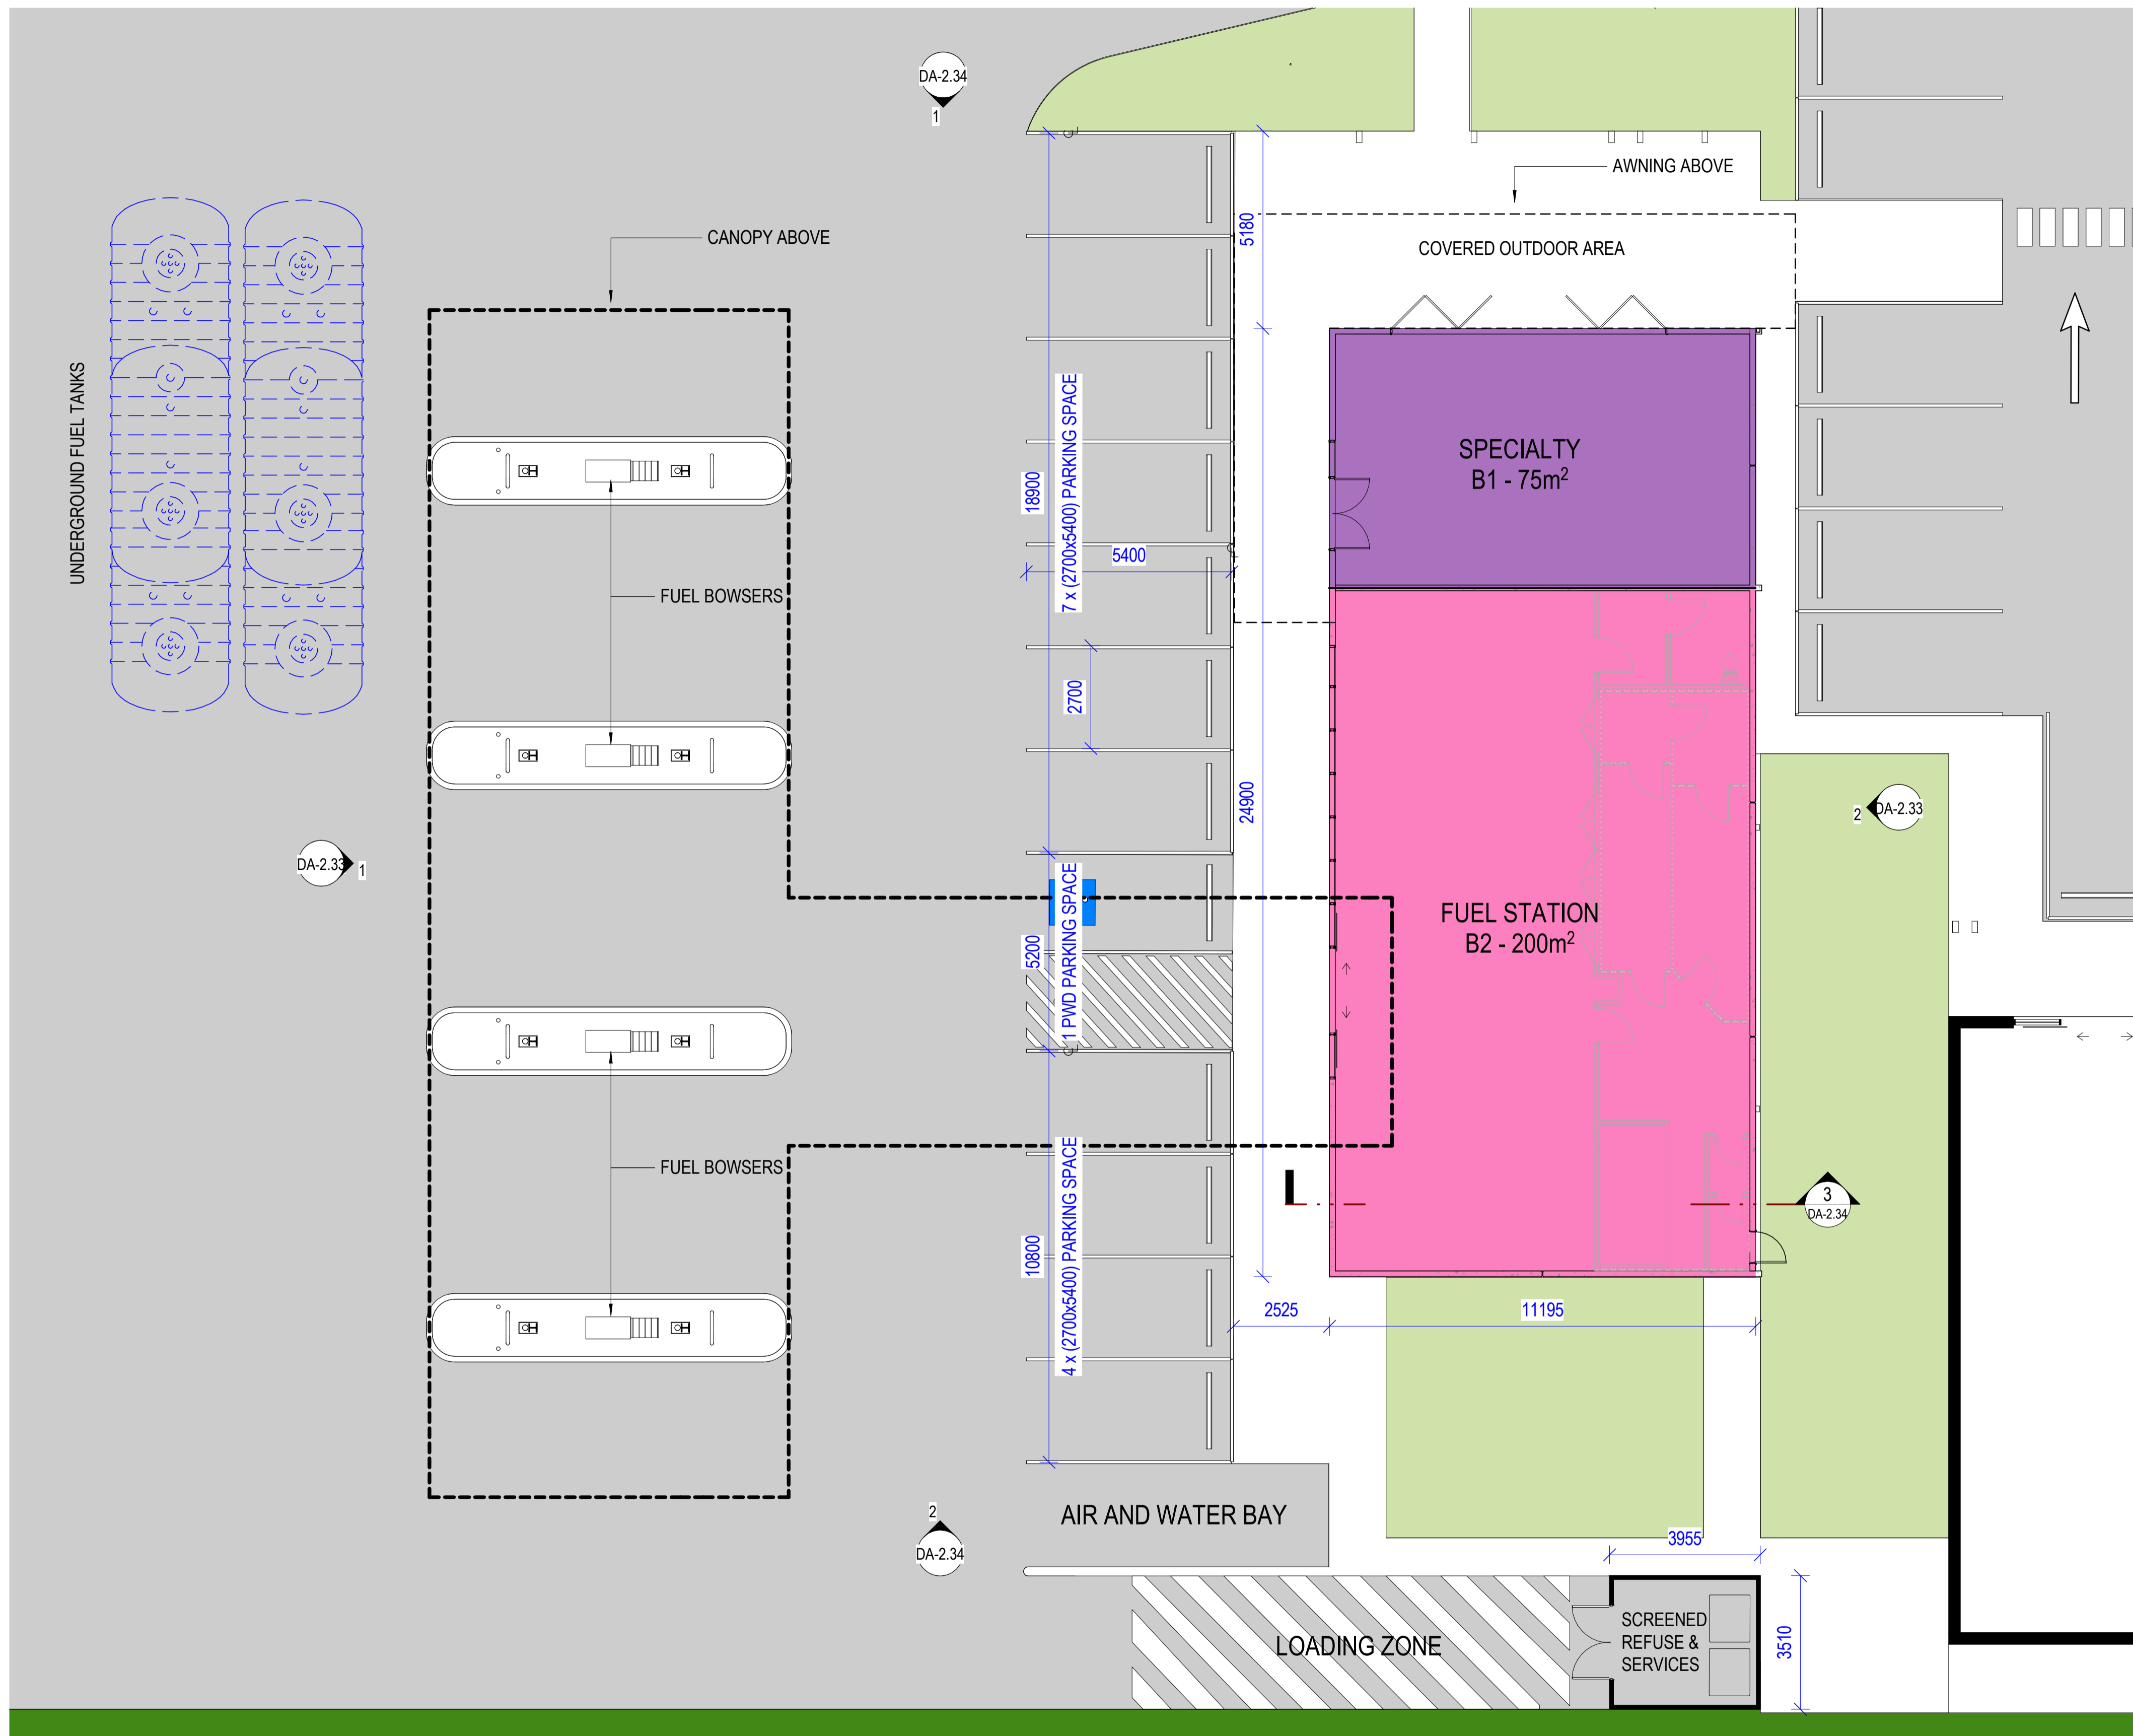 DA-2.34
1
AWNING ABOVE
CANOPY ABOVE
5180
COVERED OUTDOOR AREA
UNDERGROUND FUEL TANKS
7 x (2700x5400) PARKING SPACE
18900
5400
SPECIALTY
B1 - 75m²
FUEL BOWSERS
2700
24900
2
DA-2.33
DA-2.33
1
1 PWD PARKING SPACE
5200
FUEL STATION
B2 - 200m²
FUEL BOWSERS
4 x (2700x5400) PARKING SPACE
10800
3
DA-2.34
2525
11195
2
DA-2.34
AIR AND WATER BAY
3955
LOADING ZONE
SCREENED
REFUSE &
SERVICES
3510